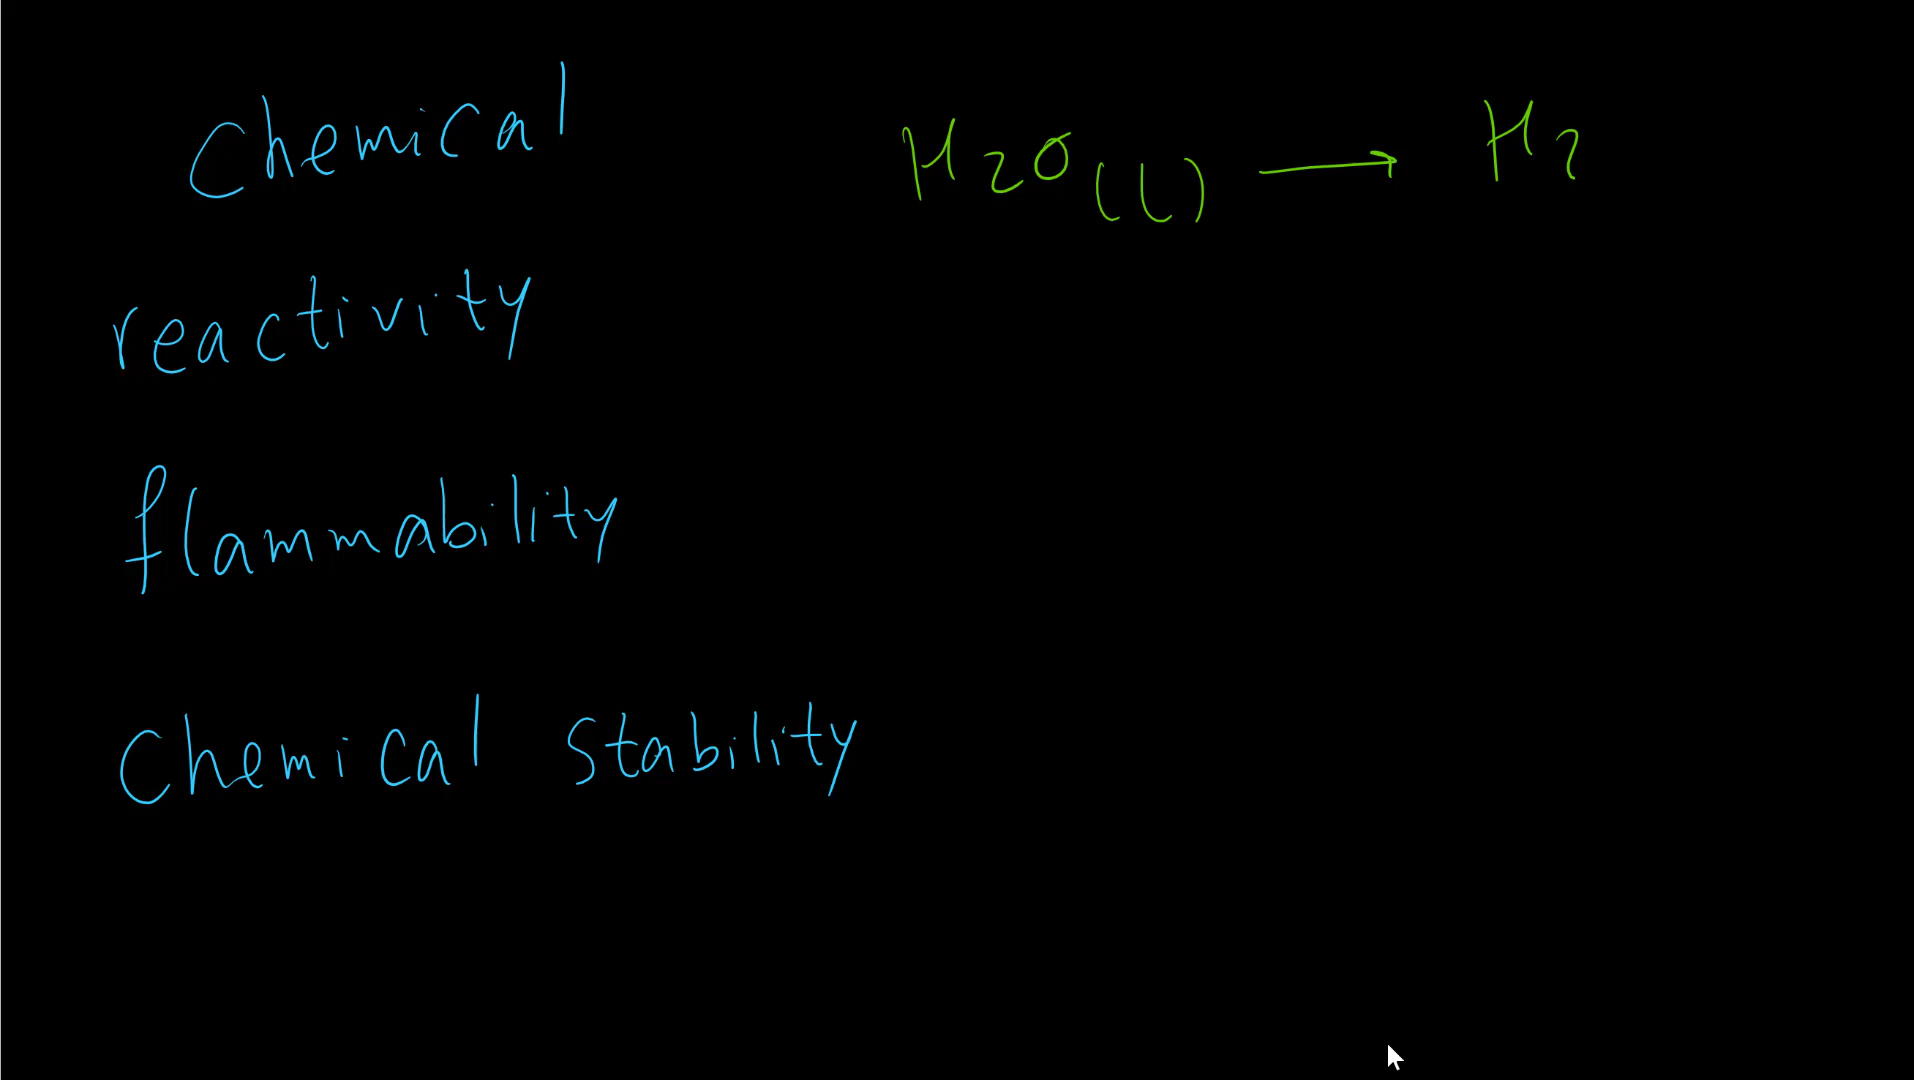 Chemical
H2O(l) → H2
reactivity
flammability
Chemical Stability